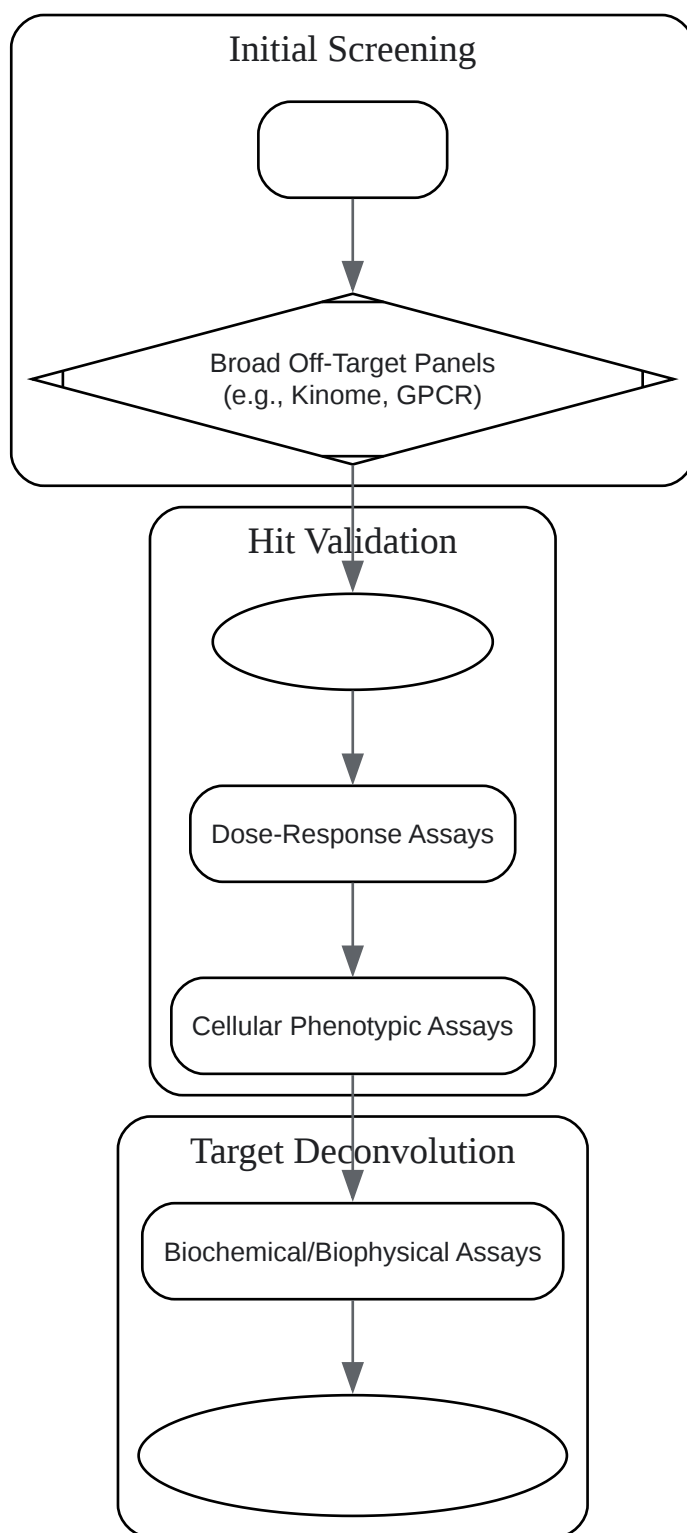 Initial Screening
Broad Off-Target Panels
(e.g., Kinome, GPCR)
Hit Validation
Dose-Response Assays
Cellular Phenotypic Assays
Target Deconvolution
Biochemical/Biophysical Assays